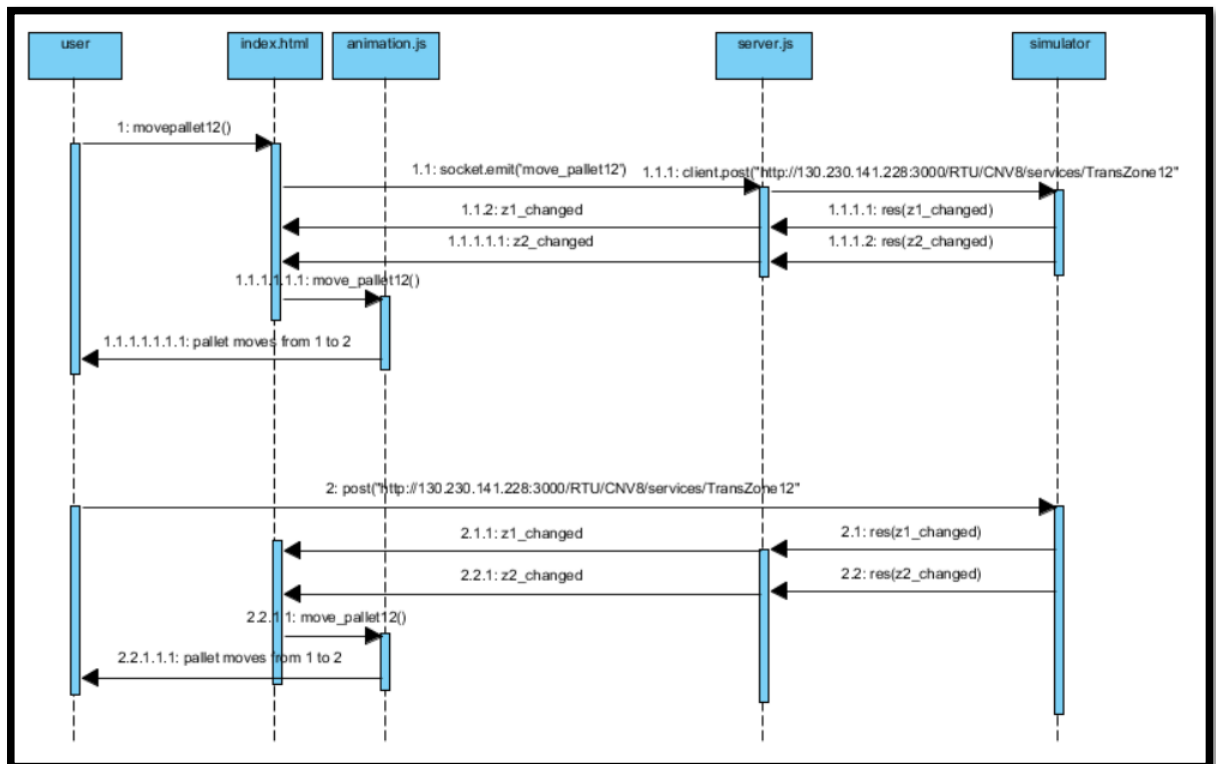 user
index.html
animation.js
server.js
simulator
1: movepallet12()
1.1: socket.emit('move_pallet12')
1.1.1: client.post("http://130.230.141.228:3000/RTU/CNV8/services/TransZone12"
1.1.2: z1_changed
1.1.1.1: res(z1_changed)
1.1.1.1.1: z2_changed
1.1.1.2: res(z2_changed)
1.1.1.1.1.1: move_pallet12()
1.1.1.1.1.1.1: pallet moves from 1 to 2
2: post("http://130.230.141.228:3000/RTU/CNV8/services/TransZone12"
2.1.1: z1_changed
2.1: res(z1_changed)
2.2.1: z2_changed
2.2: res(z2_changed)
2.2.1.1: move_pallet12()
2.2.1.1.1: pallet moves from 1 to 2